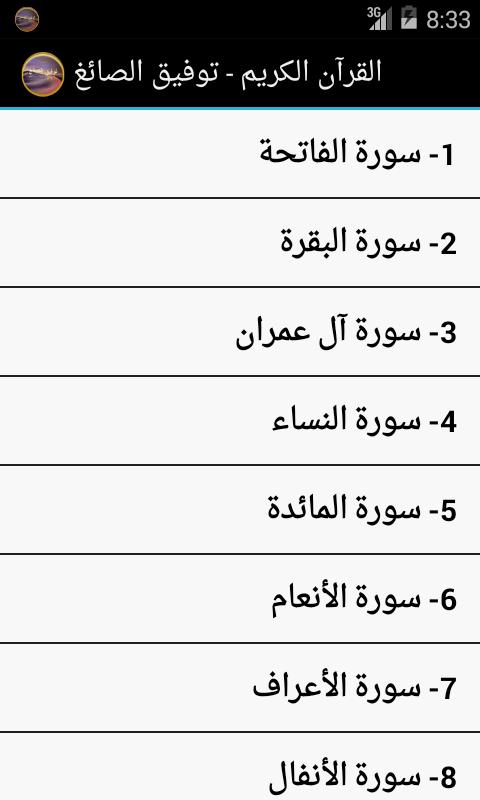 3G 8:33
القرآن الكريم - توفيق الصائغ
1- سورة الفاتحة
2- سورة البقرة
3- سورة آل عمران
4- سورة النساء
5- سورة المائدة
6- سورة الأنعام
7- سورة الأعراف
8- سورة الأنفال